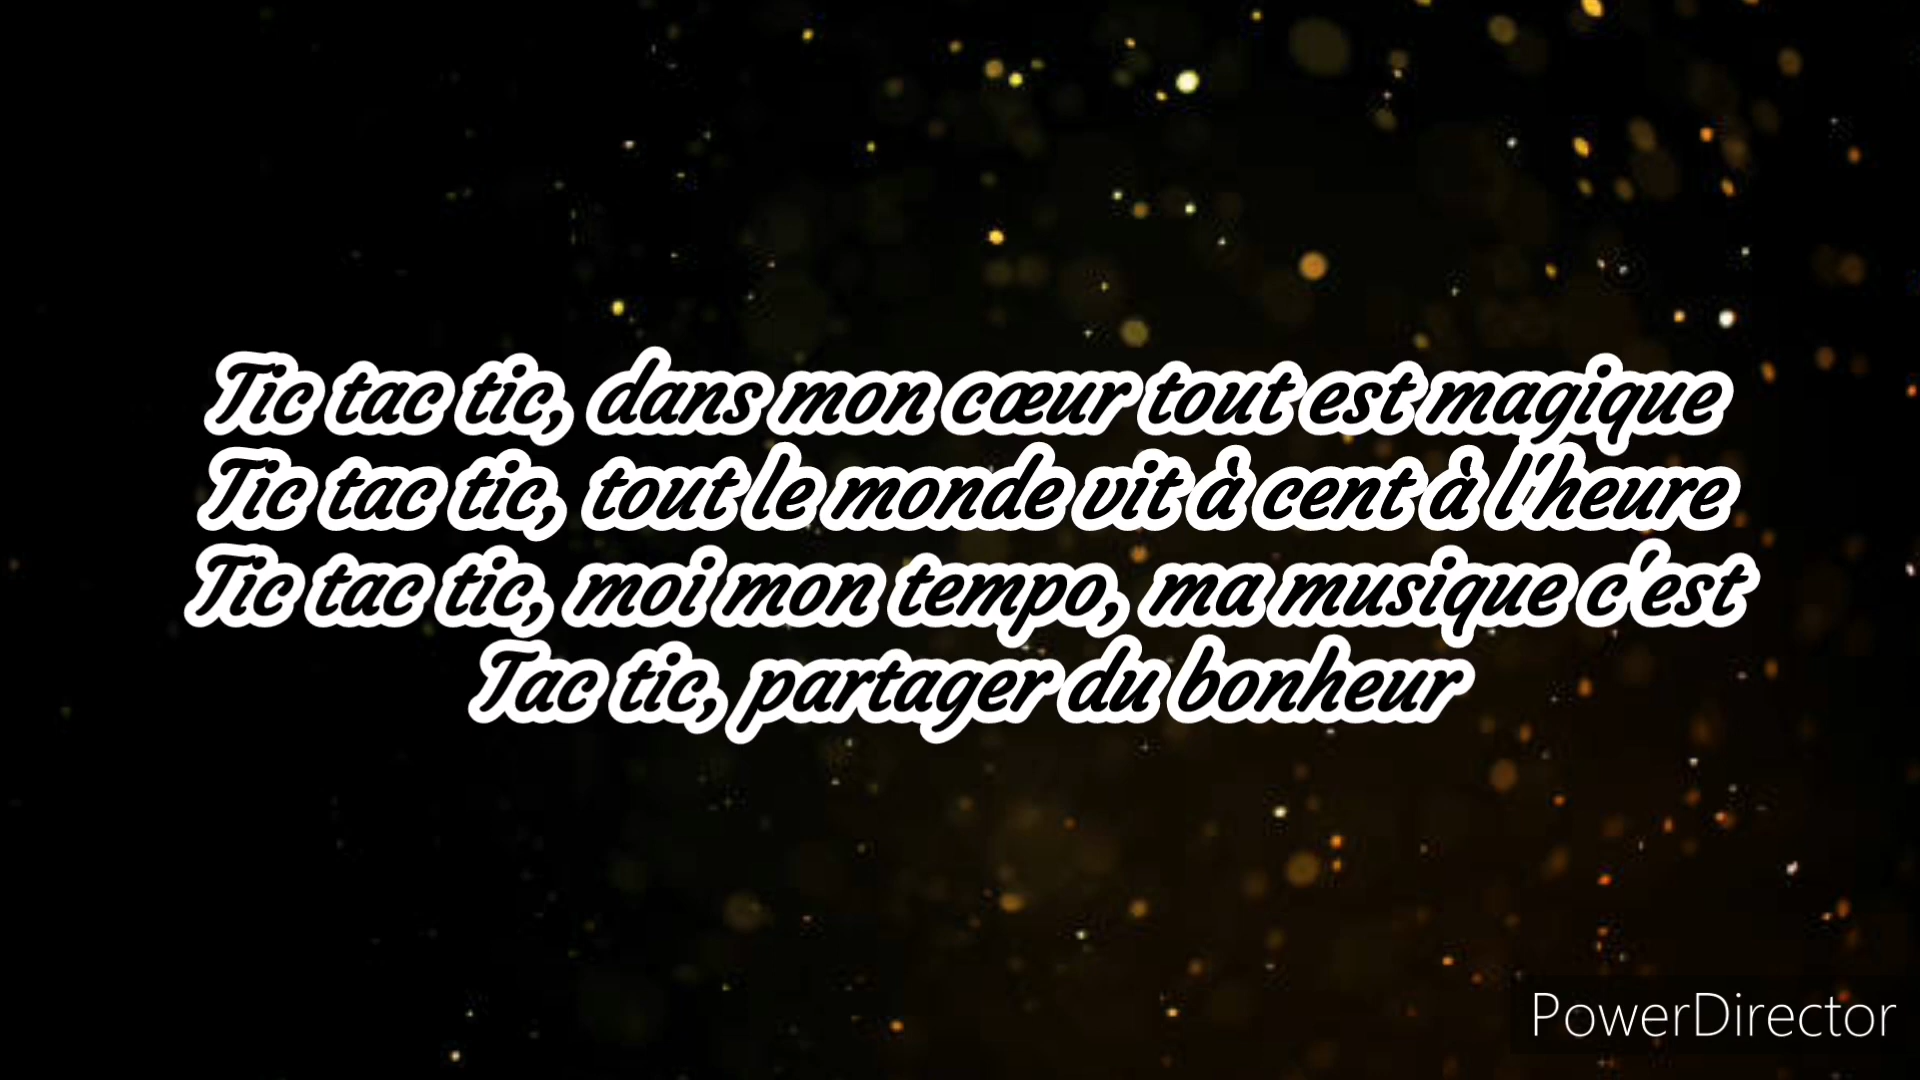 Tic tac tic, dans mon cœur tout est magique
Tic tac tic, tout le monde vit à cent à l'heure
Tic tac tic, moi mon tempo, ma musique c'est
Tac tic, partager du bonheur
PowerDirector